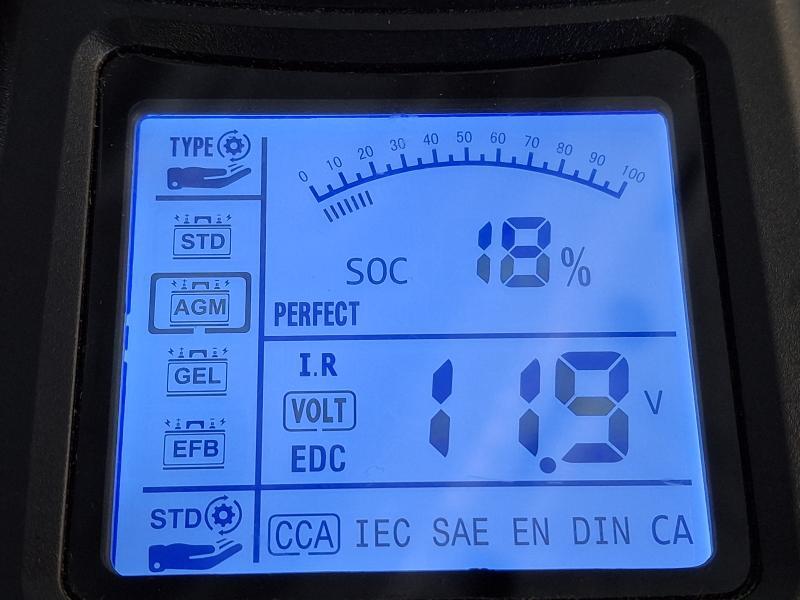 TYPE
0 10 20 30 40 50 60 70 80 90 100
STD
SOC 18 %
AGM
PERFECT
I.R
GEL
VOLT 11.9 V
EFB
EDC
STD
CCA IEC SAE EN DIN CA